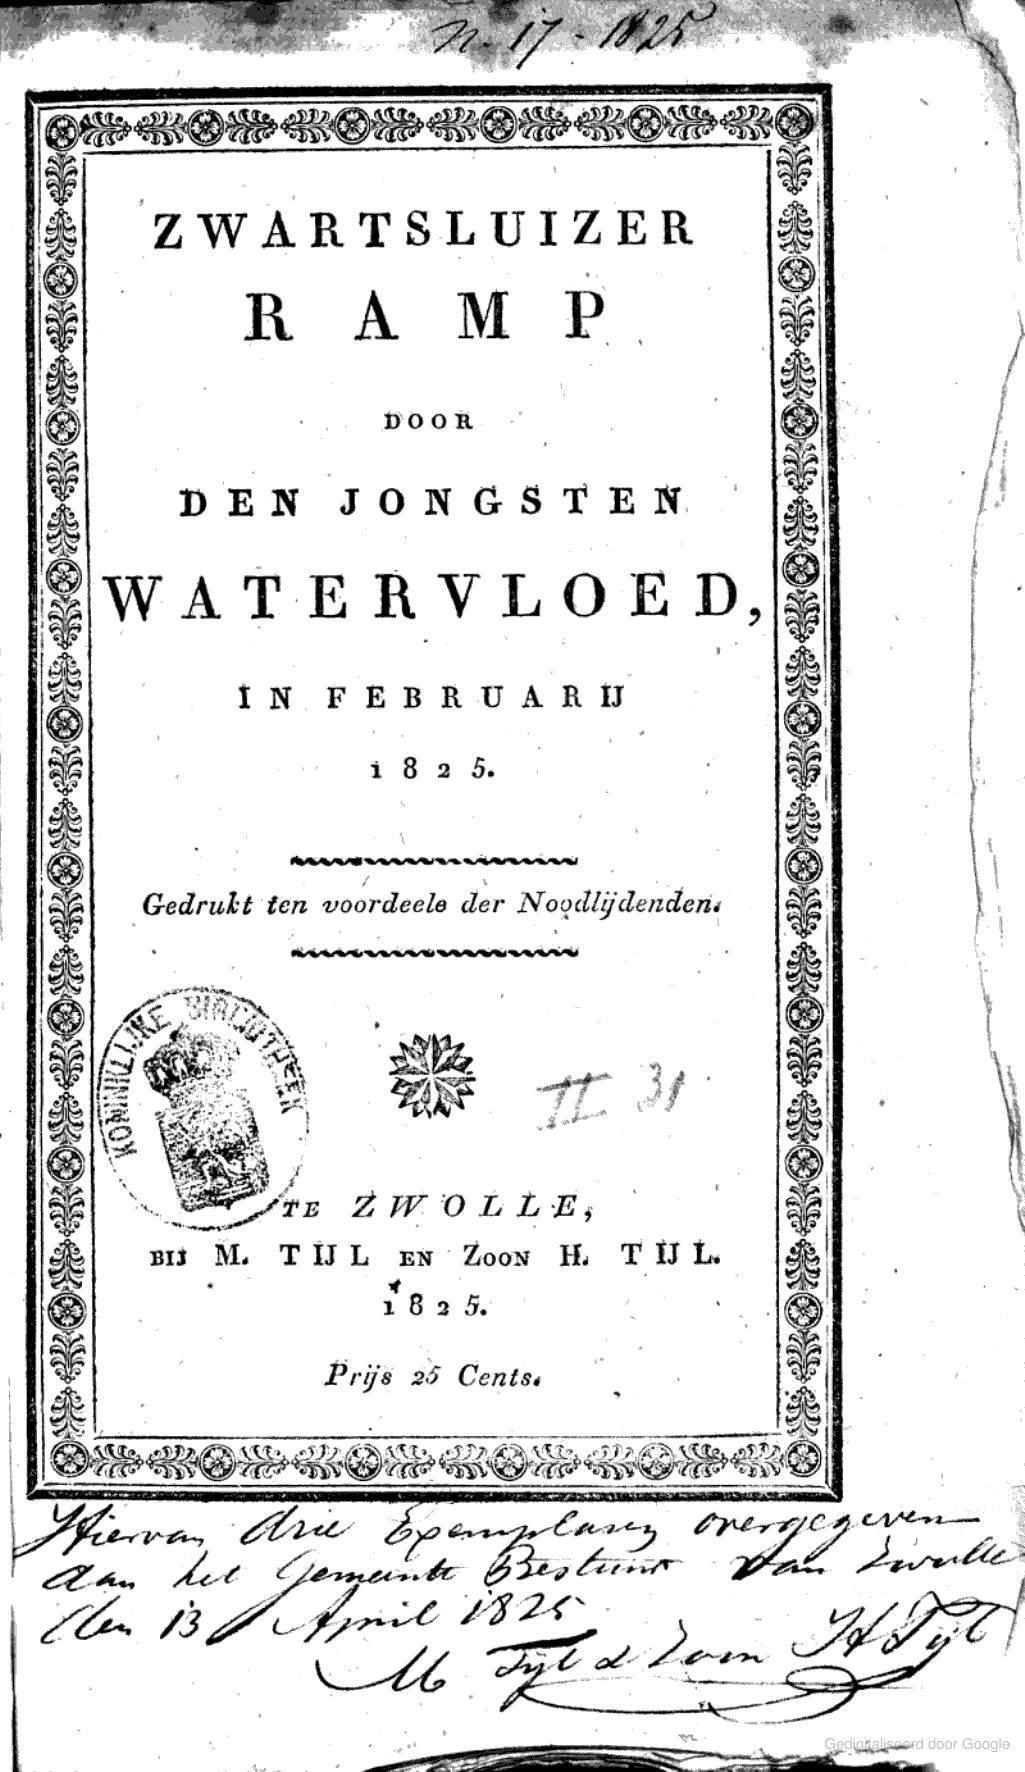 n. 17 - 1825
ZWARTSLUIZER
RAMP
DOOR
DEN JONGSTEN
WATERVLOED,
IN FEBRUARIJ
1825.
Gedrukt ten voordeele der Noodlijdenden.
KONINKLIJKE BIBLIOTHEEK
II 31
TE ZWOLLE,
BIJ M. TIJL EN ZOON H. TIJL.
1825.
Prijs 25 Cents.
Hiervan drie Exemplaren overgegeven
aan het Gemeente Bestuur van Zwolle
den 13 April 1825
M Tijl & Zoon H Tijl
Gedigitaliseerd door Google